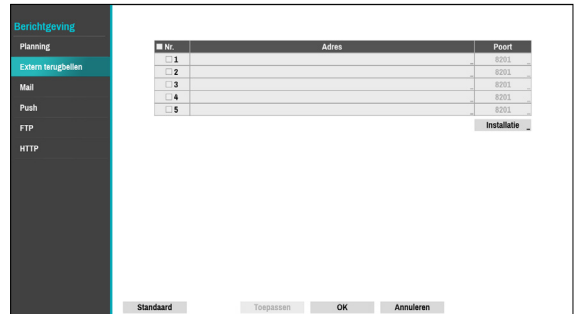 Berichtgeving
Planning
Extern terugbellen
Mail
Push
FTP
HTTP
Nr. Adres Poort
1 8201
2 8201
3 8201
4 8201
5 8201
Installatie
Standaard Toepassen OK Annuleren